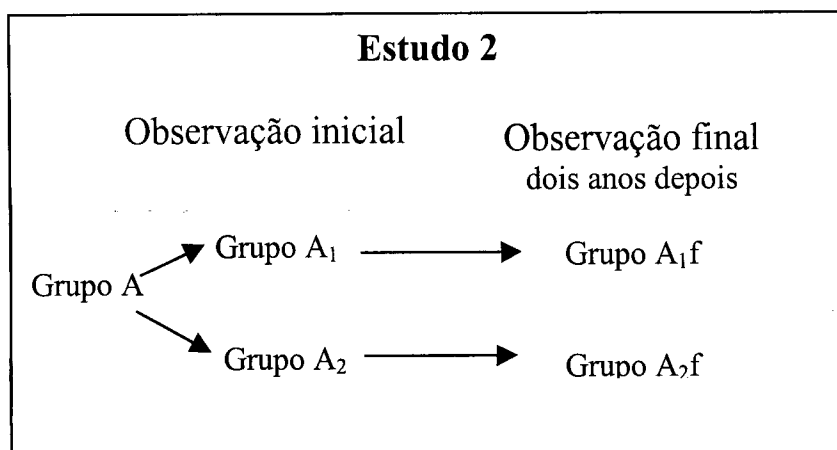 Estudo 2
Observação inicial
Observação final
dois anos depois
Grupo A₁
Grupo A₁f
Grupo A
Grupo A₂
Grupo A₂f